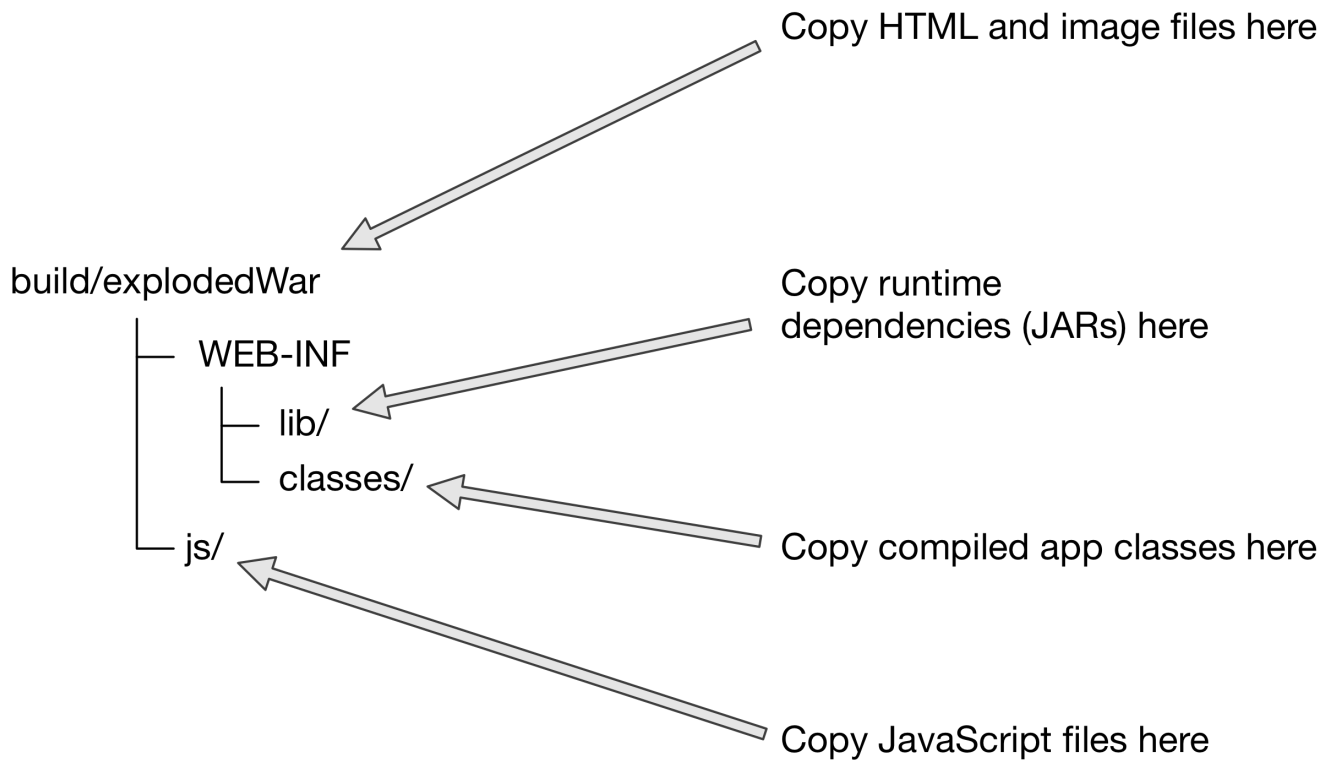 Copy HTML and image files here
build/explodedWar
Copy runtime
dependencies (JARs) here
WEB-INF
lib/
classes/
js/
Copy compiled app classes here
Copy JavaScript files here